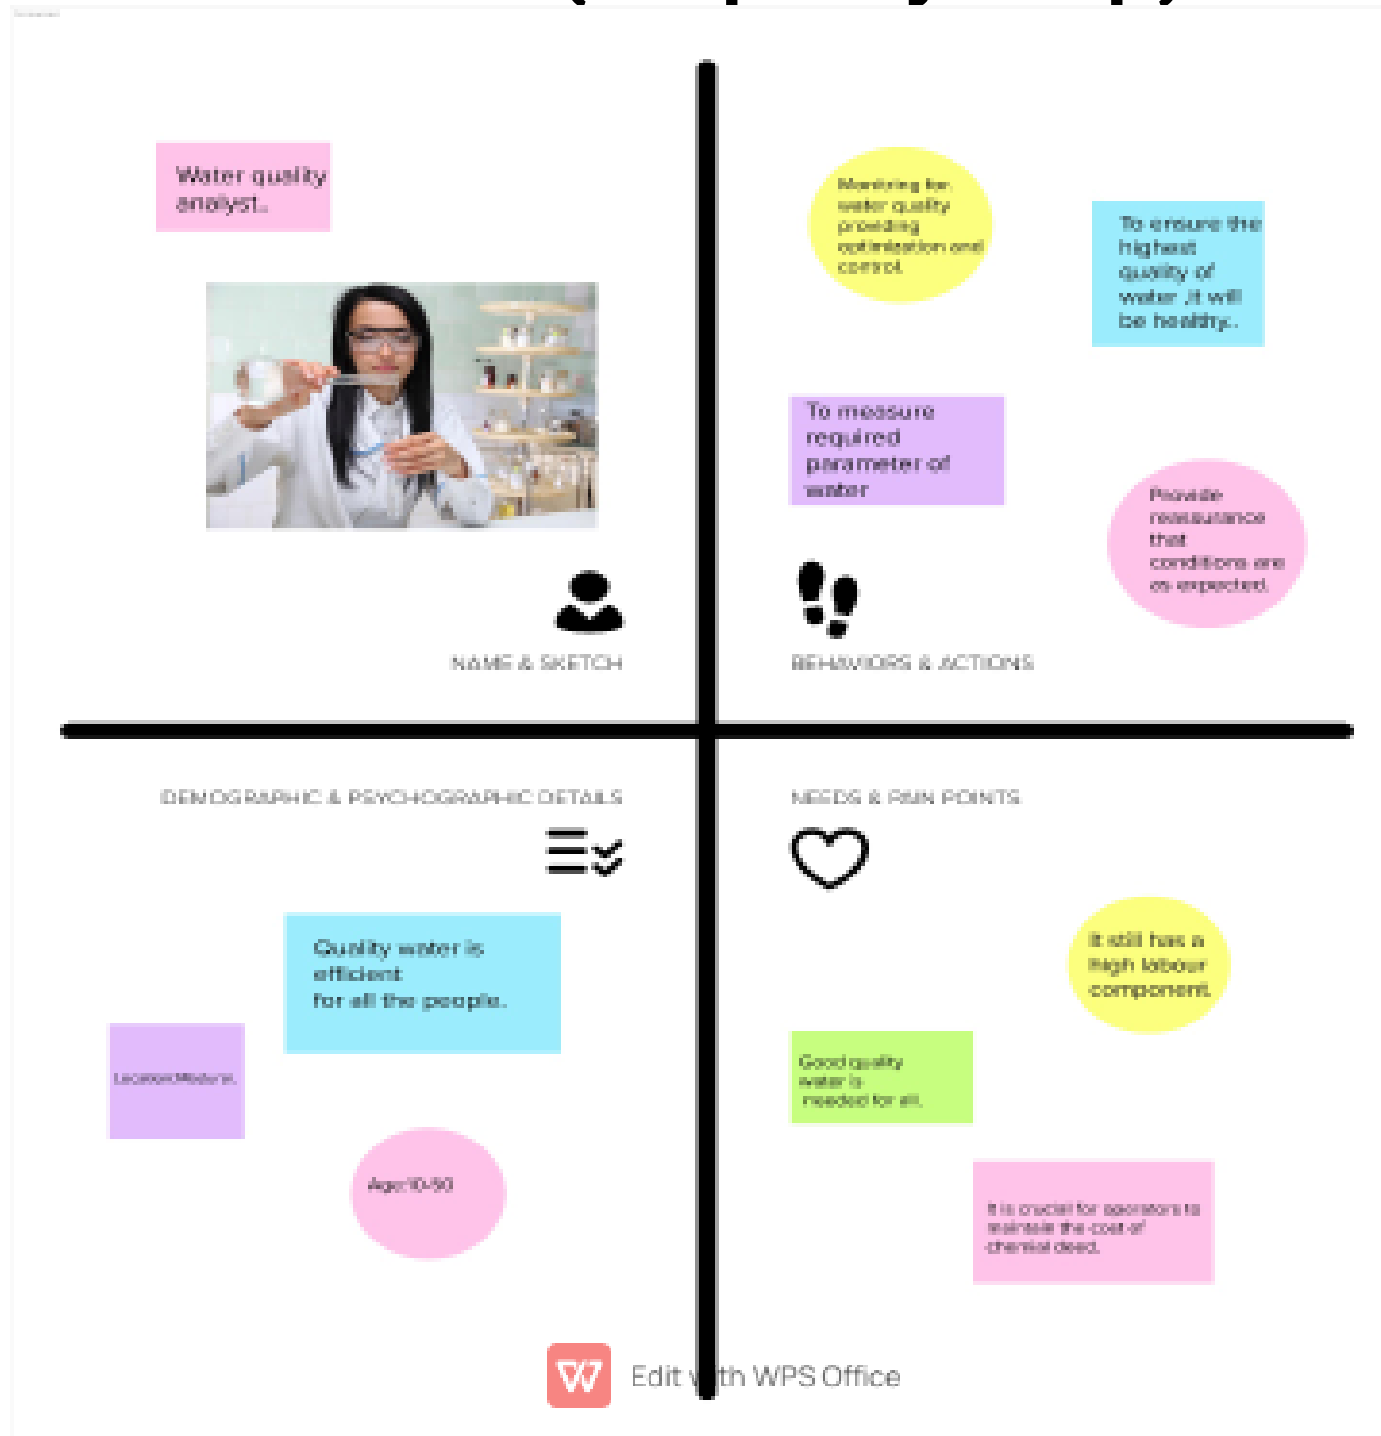 Water quality
analyst..
NAME & SKETCH
Monitring for.
water quality
providing
optimization and
control.
To ensure the
highest
quality of
water .it will
be healthy..
To measure
required
parameter of
water
Provide
reassurance
that
conditions are
as expected.
BEHAVIORS & ACTIONS
DEMOGRAPHIC & PSYCHOGRAPHIC DETAILS
Quality water is
efficient
for all the people.
Age:10-50
NEEDS & PAIN POINTS
It still has a
high labour
component.
Good quality
water is
needed for all.
It is crucial for operators to
maintain the cost of
Edit with WPS Office